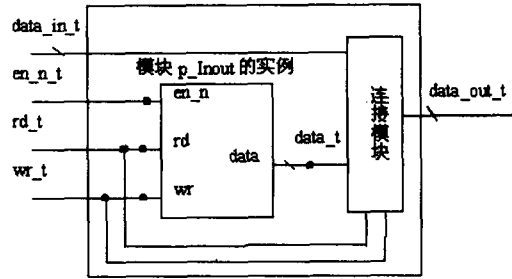 data_in_t
模块 p_Inout 的实例
en_n_t
en_n
rd_t
rd
data
data_t
wr_t
wr
连接模块
data_out_t